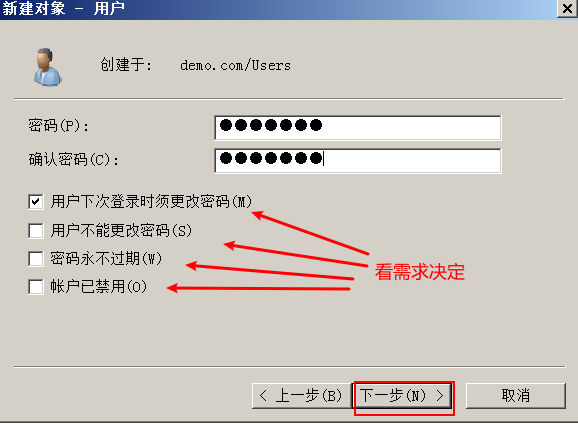 新建对象 - 用户
创建于: demo.com/Users
密码(P):
确认密码(C):
用户下次登录时须更改密码(M)
用户不能更改密码(S)
密码永不过期(W)
看需求决定
帐户已禁用(O)
< 上一步(B) 下一步(N) > 取消